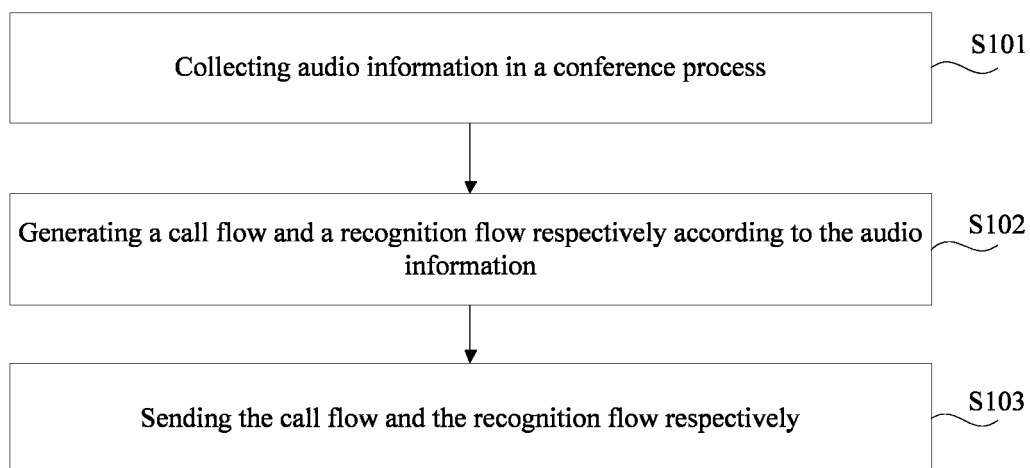 Collecting audio information in a conference process
S101
Generating a call flow and a recognition flow respectively according to the audio
information
S102
Sending the call flow and the recognition flow respectively
S103